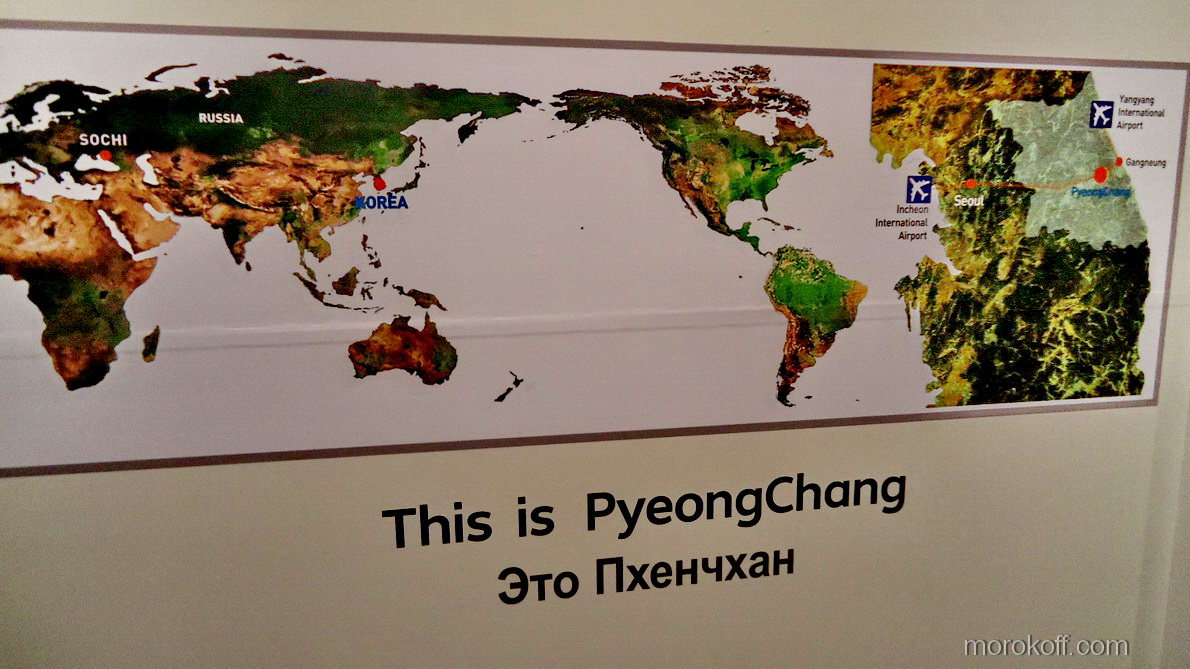 SOCHI
RUSSIA
KOREA
Yangyang
International
Airport
Gangneung
PyeongChang
Seoul
Incheon
International
Airport
This is PyeongChang
Это Пхенчхан
morokoff.com